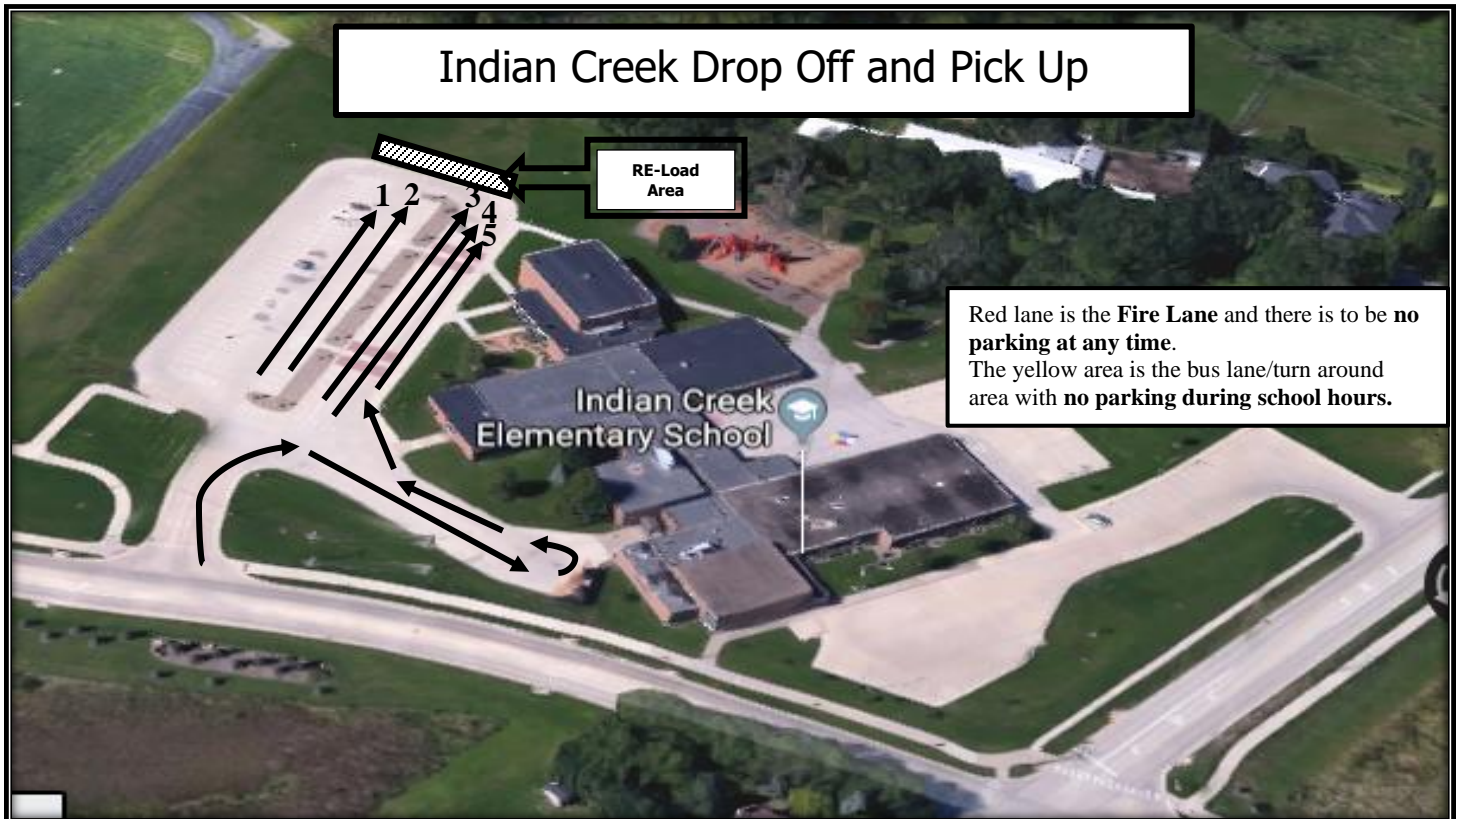 Indian Creek Drop Off and Pick Up
RE-Load
Area
1
2
3
4
5
Red lane is the Fire Lane and there is to be no
parking at any time.
The yellow area is the bus lane/turn around
area with no parking during school hours.
Indian Creek
Elementary School